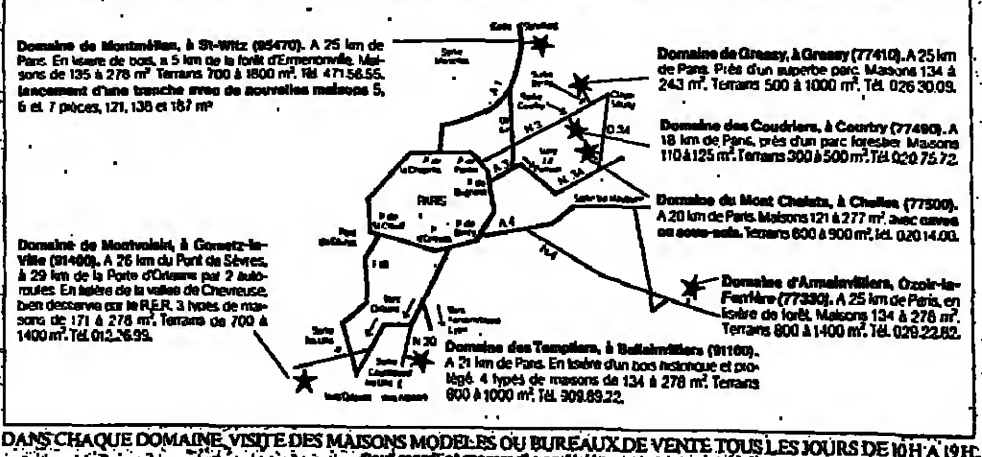 Domaine de Montmélian, à St-Witz (95470). A 25 km de
Paris. En lisière de bois, à 5 km de la forêt d'Ermenonville. Mai-
sons de 135 à 278 m². Terrains 700 à 1800 m². Tél. 471.56.55.
lancement d'une tranche avec de nouvelles maisons 5,
6 et 7 pièces, 121, 138 et 187 m²
Domaine de Gressy, à Gressy (77410). A 25 km
de Paris. Près d'un superbe parc. Maisons 134 à
243 m². Terrains 500 à 1000 m². Tél. 026.30.09.
Domaine des Coudriers, à Courtry (77490). A
18 km de Paris, près d'un parc forestier. Maisons
110 à 125 m². Terrains 300 à 500 m². Tél. 020.75.72.
Domaine du Mont Chalats, à Chelles (77500).
A 20 km de Paris. Maisons 121 à 277 m², avec caves
ou sous-sols. Terrains 600 à 900 m². Tél. 020.14.00.
Domaine d'Armainvilliers, Ozoir-la-
Ferrière (77330). A 25 km de Paris, en
lisière de forêt. Maisons 134 à 278 m².
Terrains 800 à 1400 m². Tél. 029.22.62.
Domaine de Montvoisin, à Gometz-la-
Ville (91400). A 26 km du Pont de Sèvres,
à 29 km de la Porte d'Orléans par 2 auto-
routes. En lisière de la vallée de Chevreuse,
bien desservie par le R.E.R. 3 types de mai-
sons de 171 à 278 m². Terrains de 700 à
1400 m². Tél. 012.26.99.
Domaine des Templiers, à Ballainvilliers (91160).
A 21 km de Paris. En lisière d'un bois historique et pro-
tégé. 4 types de maisons de 134 à 278 m². Terrains
800 à 1000 m². Tél. 909.89.22.
PARIS
A 1
N 3
A 3
N 34
D 34
A 4
N 4
N 20
DANS CHAQUE DOMAINE, VISITE DES MAISONS MODELES OU BUREAUX DE VENTE TOUS LES JOURS DE 10 H A 19 H.